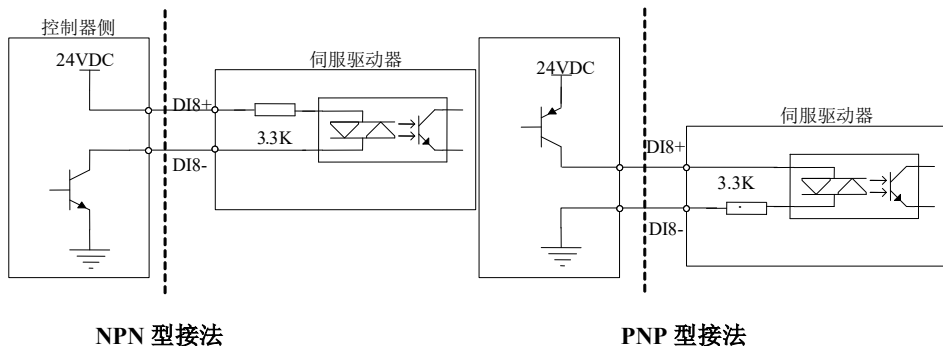 控制器侧
24VDC
伺服驱动器
DI8+
3.3K
DI8-
NPN 型接法
24VDC
伺服驱动器
DI8+
3.3K
DI8-
PNP 型接法